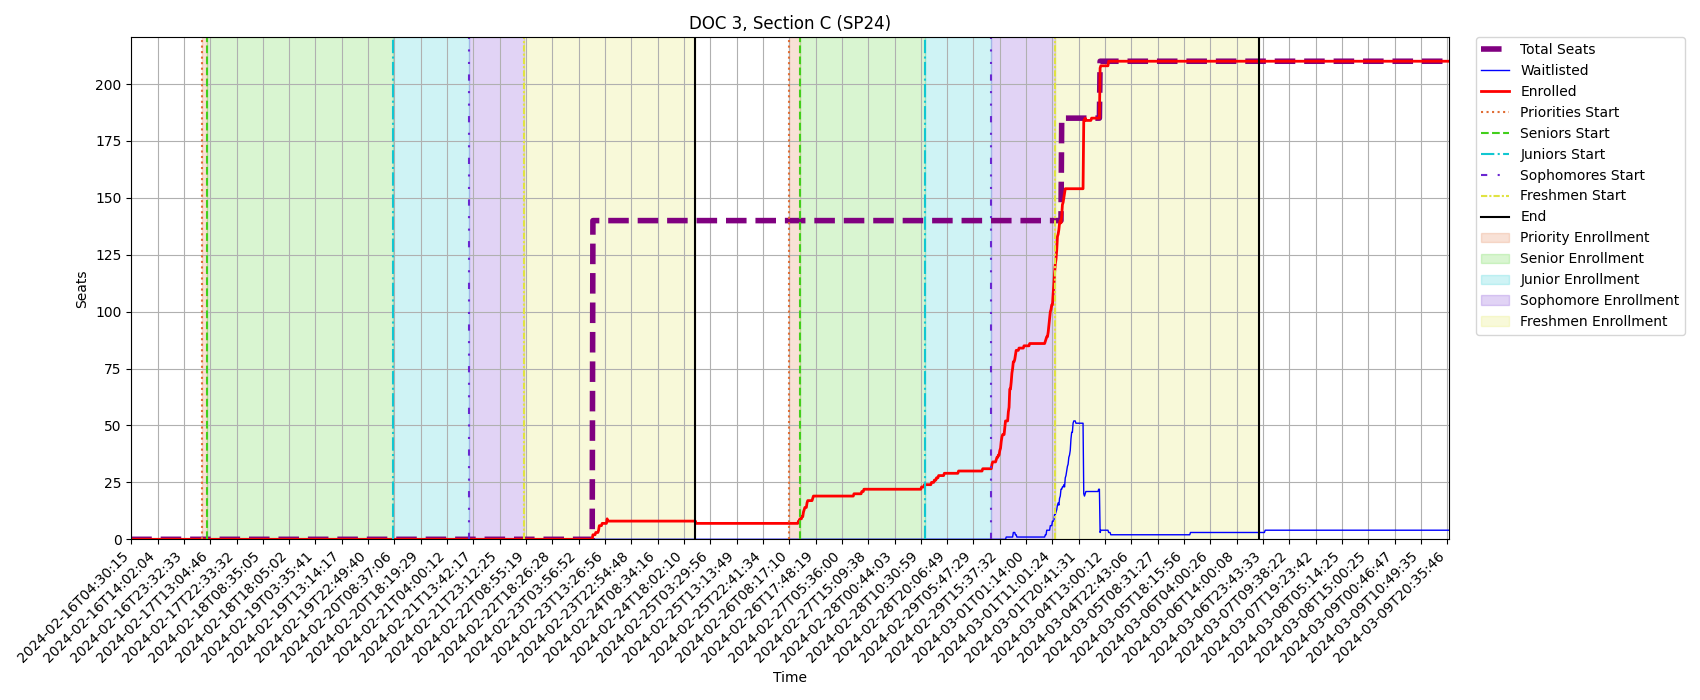 DOC 3, Section C (SP24)
Seats
200
175
150
125
100
75
50
25
0
2024-02-16T04:30:15
2024-02-16T14:02:04
2024-02-16T23:32:33
2024-02-17T13:04:46
2024-02-17T22:33:32
2024-02-18T08:35:05
2024-02-18T18:05:02
2024-02-19T03:35:41
2024-02-19T13:14:17
2024-02-19T22:49:40
2024-02-20T08:37:06
2024-02-20T18:19:29
2024-02-21T04:00:12
2024-02-21T13:42:17
2024-02-21T23:12:25
2024-02-22T08:55:19
2024-02-22T18:26:28
2024-02-23T03:56:52
2024-02-23T13:26:56
2024-02-23T22:54:48
2024-02-24T08:34:16
2024-02-24T18:02:10
2024-02-25T03:29:56
2024-02-25T13:13:49
2024-02-25T22:41:34
2024-02-26T08:17:10
2024-02-26T17:48:19
2024-02-27T05:36:00
2024-02-27T15:09:38
2024-02-28T00:44:03
2024-02-28T10:30:59
2024-02-28T20:06:49
2024-02-29T05:47:29
2024-02-29T15:37:32
2024-03-01T01:14:00
2024-03-01T11:01:24
2024-03-01T20:41:31
2024-03-04T13:00:12
2024-03-04T22:43:06
2024-03-05T08:31:27
2024-03-05T18:15:56
2024-03-06T04:00:26
2024-03-06T14:00:08
2024-03-06T23:43:33
2024-03-07T09:38:22
2024-03-07T19:23:42
2024-03-08T05:14:25
2024-03-08T15:00:25
2024-03-09T00:46:47
2024-03-09T10:49:35
2024-03-09T20:35:46
Time
Total Seats
Waitlisted
Enrolled
Priorities Start
Seniors Start
Juniors Start
Sophomores Start
Freshmen Start
End
Priority Enrollment
Senior Enrollment
Junior Enrollment
Sophomore Enrollment
Freshmen Enrollment